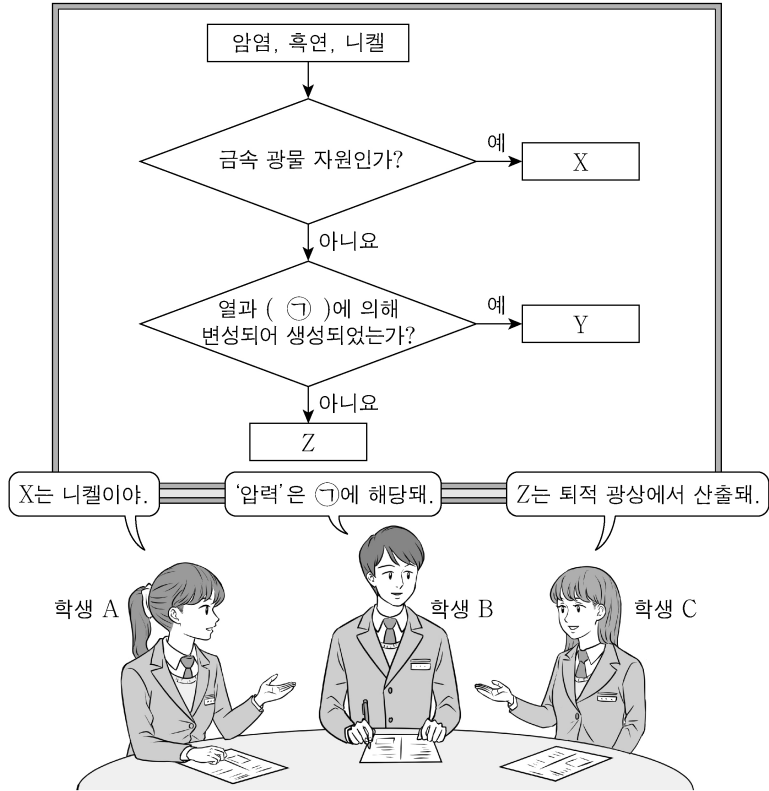 암염, 흑연, 니켈
금속 광물 자원인가?
예
X
아니요
열과 ( ㉠ )에 의해
변성되어 생성되었는가?
예
Y
아니요
Z
X는 니켈이야.
‘압력’은 ㉠에 해당돼.
Z는 퇴적 광상에서 산출돼.
학생 A
학생 B
학생 C